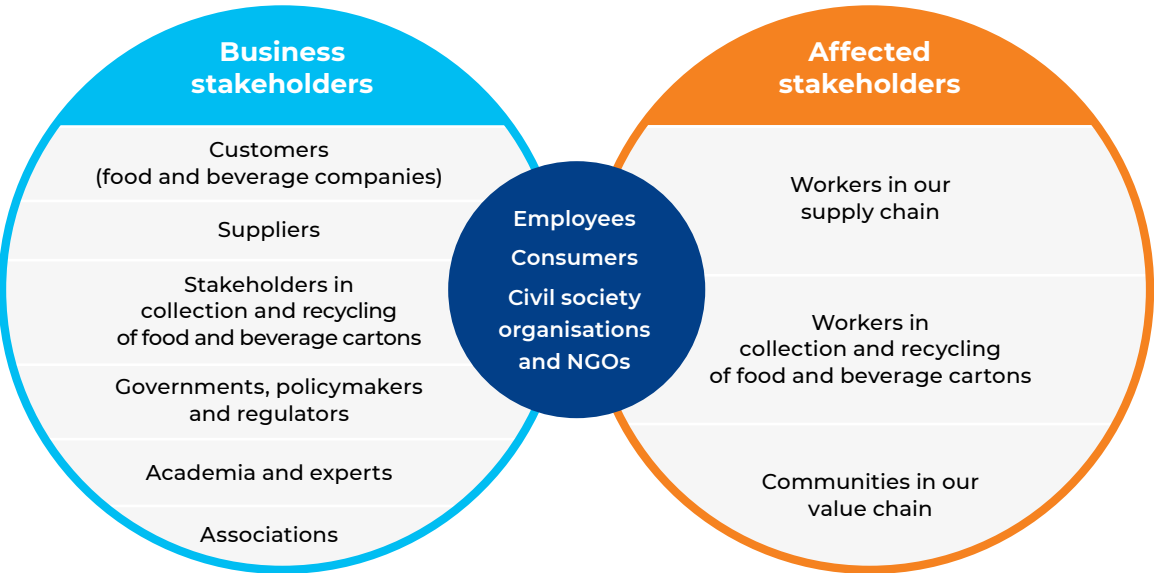 Business
stakeholders
Customers
(food and beverage companies)
Suppliers
Stakeholders in
collection and recycling
of food and beverage cartons
Governments, policymakers
and regulators
Academia and experts
Associations
Employees
Consumers
Civil society
organisations
and NGOs
Affected
stakeholders
Workers in our
supply chain
Workers in
collection and recycling
of food and beverage cartons
Communities in our
value chain